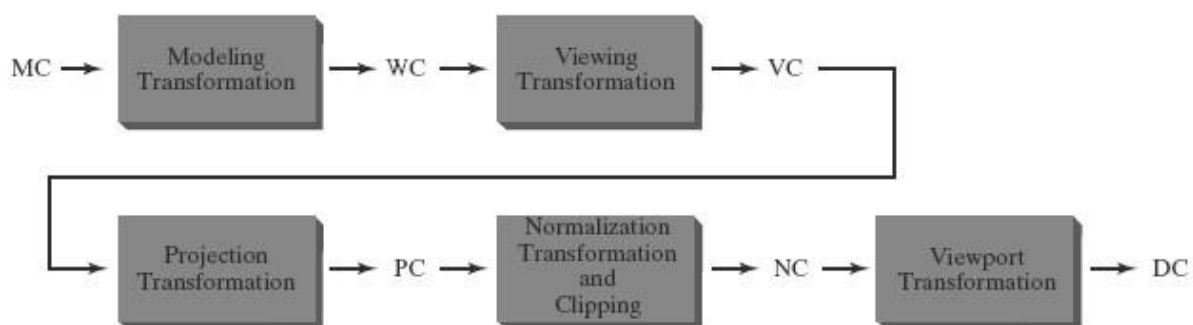 MC
Modeling
Transformation
WC
Viewing
Transformation
VC
Projection
Transformation
PC
Normalization
Transformation
and
Clipping
NC
Viewport
Transformation
DC